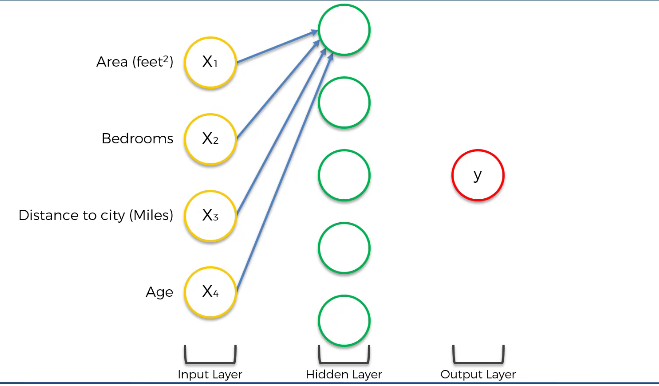 Area (feet²)
X1
Bedrooms
X2
y
Distance to city (Miles)
X3
Age
X4
Input Layer
Hidden Layer
Output Layer